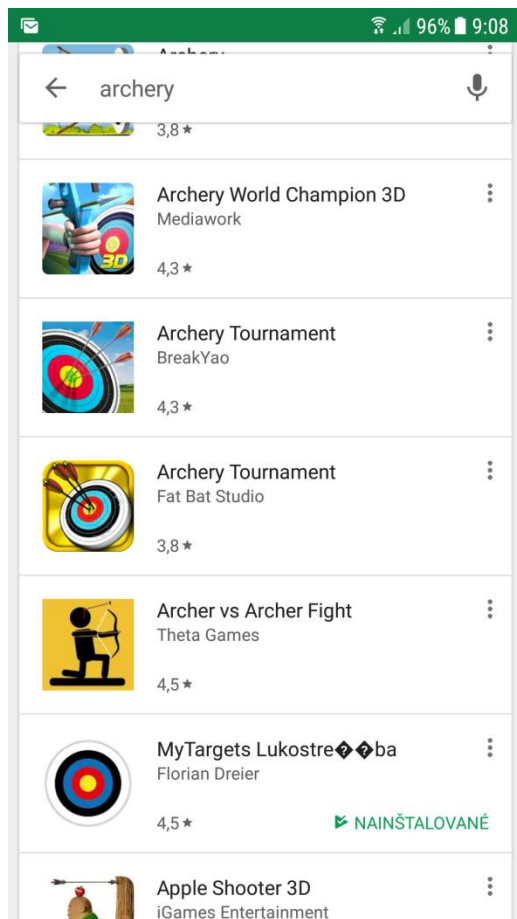 96% 9:08
archery
3,8 ★
Archery World Champion 3D
Mediawork
3D
4,3 ★
Archery Tournament
BreakYao
4,3 ★
Archery Tournament
Fat Bat Studio
3,8 ★
Archer vs Archer Fight
Theta Games
4,5 ★
MyTargets Lukostre��ba
Florian Dreier
4,5 ★ NAINŠTALOVANÉ
Apple Shooter 3D
iGames Entertainment